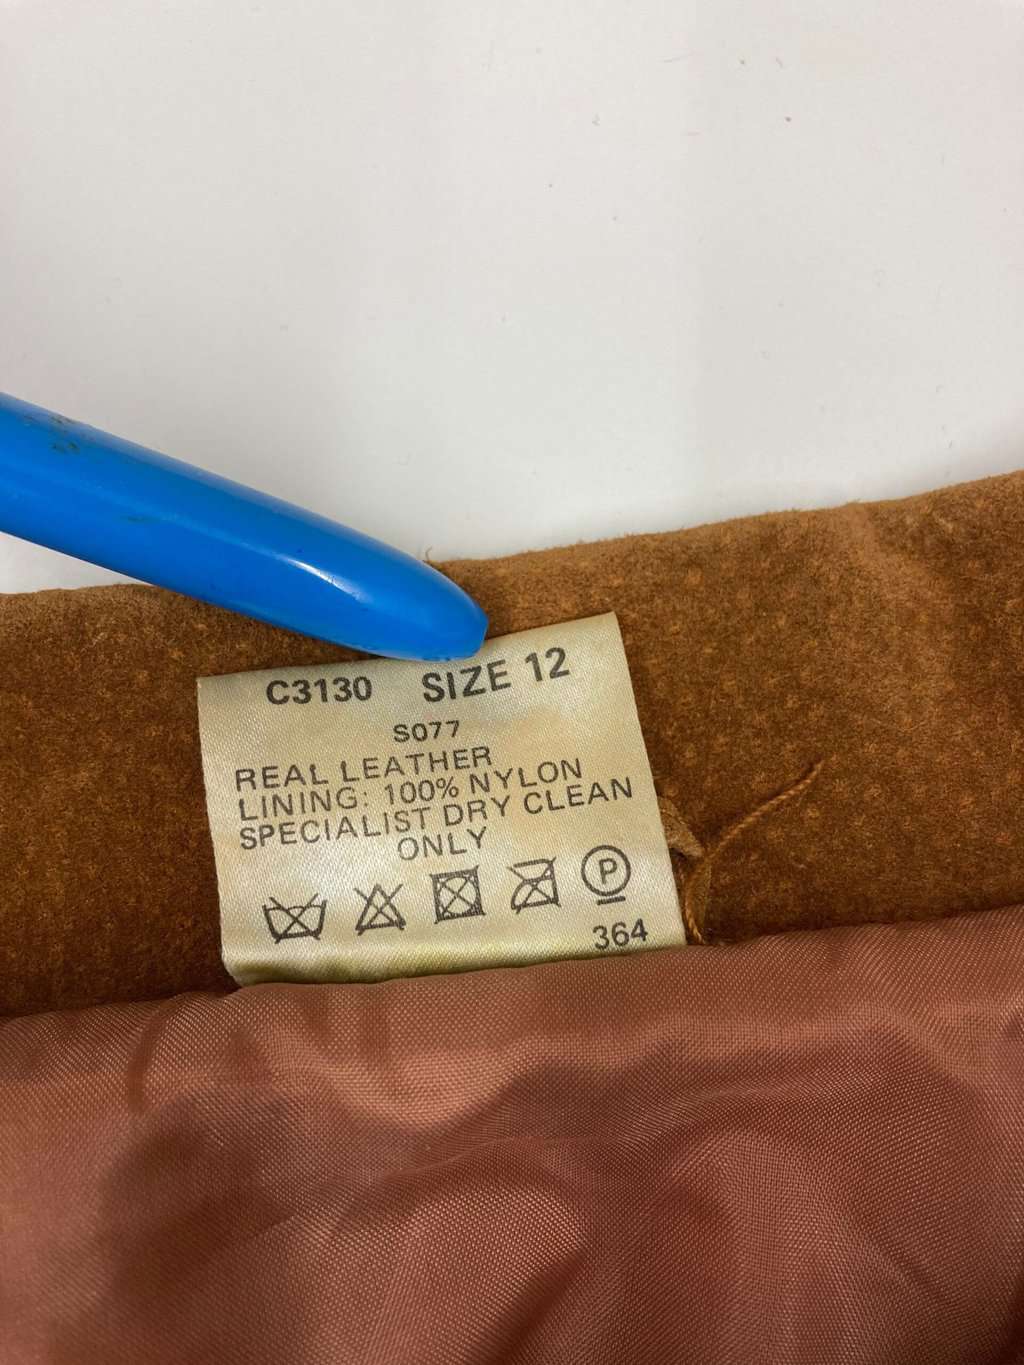 C3130 SIZE 12
S077
REAL LEATHER
LINING: 100% NYLON
SPECIALIST DRY CLEAN
ONLY
P
364